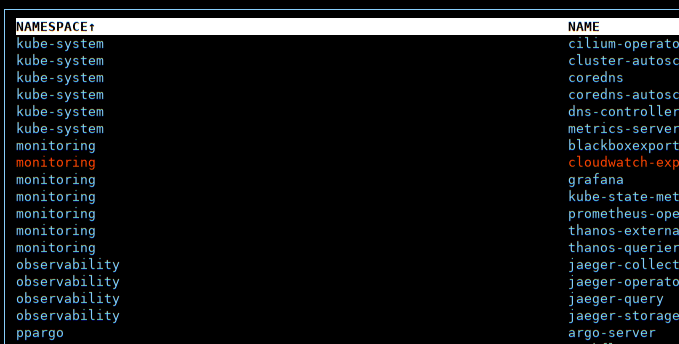 NAMESPACE↑ NAME
kube-system cilium-operato
kube-system cluster-autosc
kube-system coredns
kube-system coredns-autosc
kube-system dns-controller
kube-system metrics-server
monitoring blackboxexport
monitoring cloudwatch-exp
monitoring grafana
monitoring kube-state-met
monitoring prometheus-ope
monitoring thanos-externa
monitoring thanos-querier
observability jaeger-collect
observability jaeger-operato
observability jaeger-query
observability jaeger-storage
ppargo argo-server